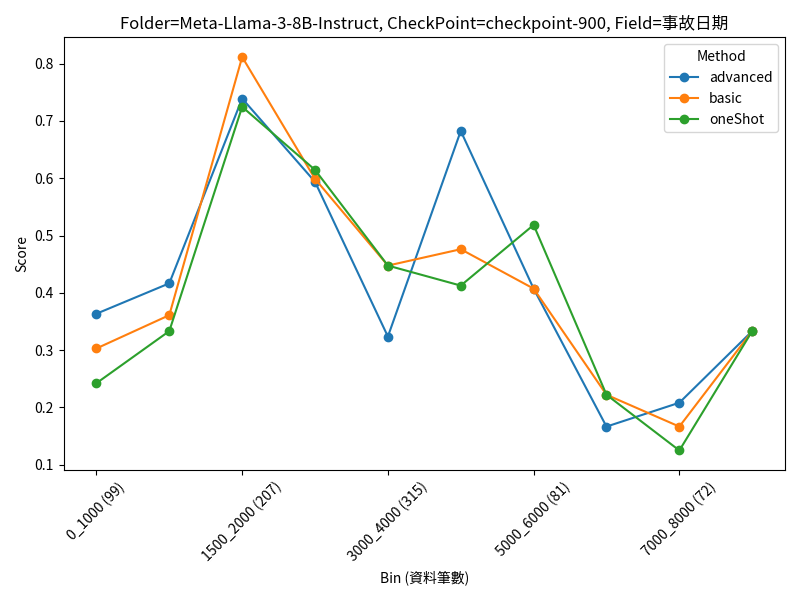 Folder=Meta-Llama-3-8B-Instruct, CheckPoint=checkpoint-900, Field=事故日期
Method
advanced
basic
oneShot
Score
0.8
0.7
0.6
0.5
0.4
0.3
0.2
0.1
0_1000 (99)
1500_2000 (207)
3000_4000 (315)
5000_6000 (81)
7000_8000 (72)
Bin (資料筆數)